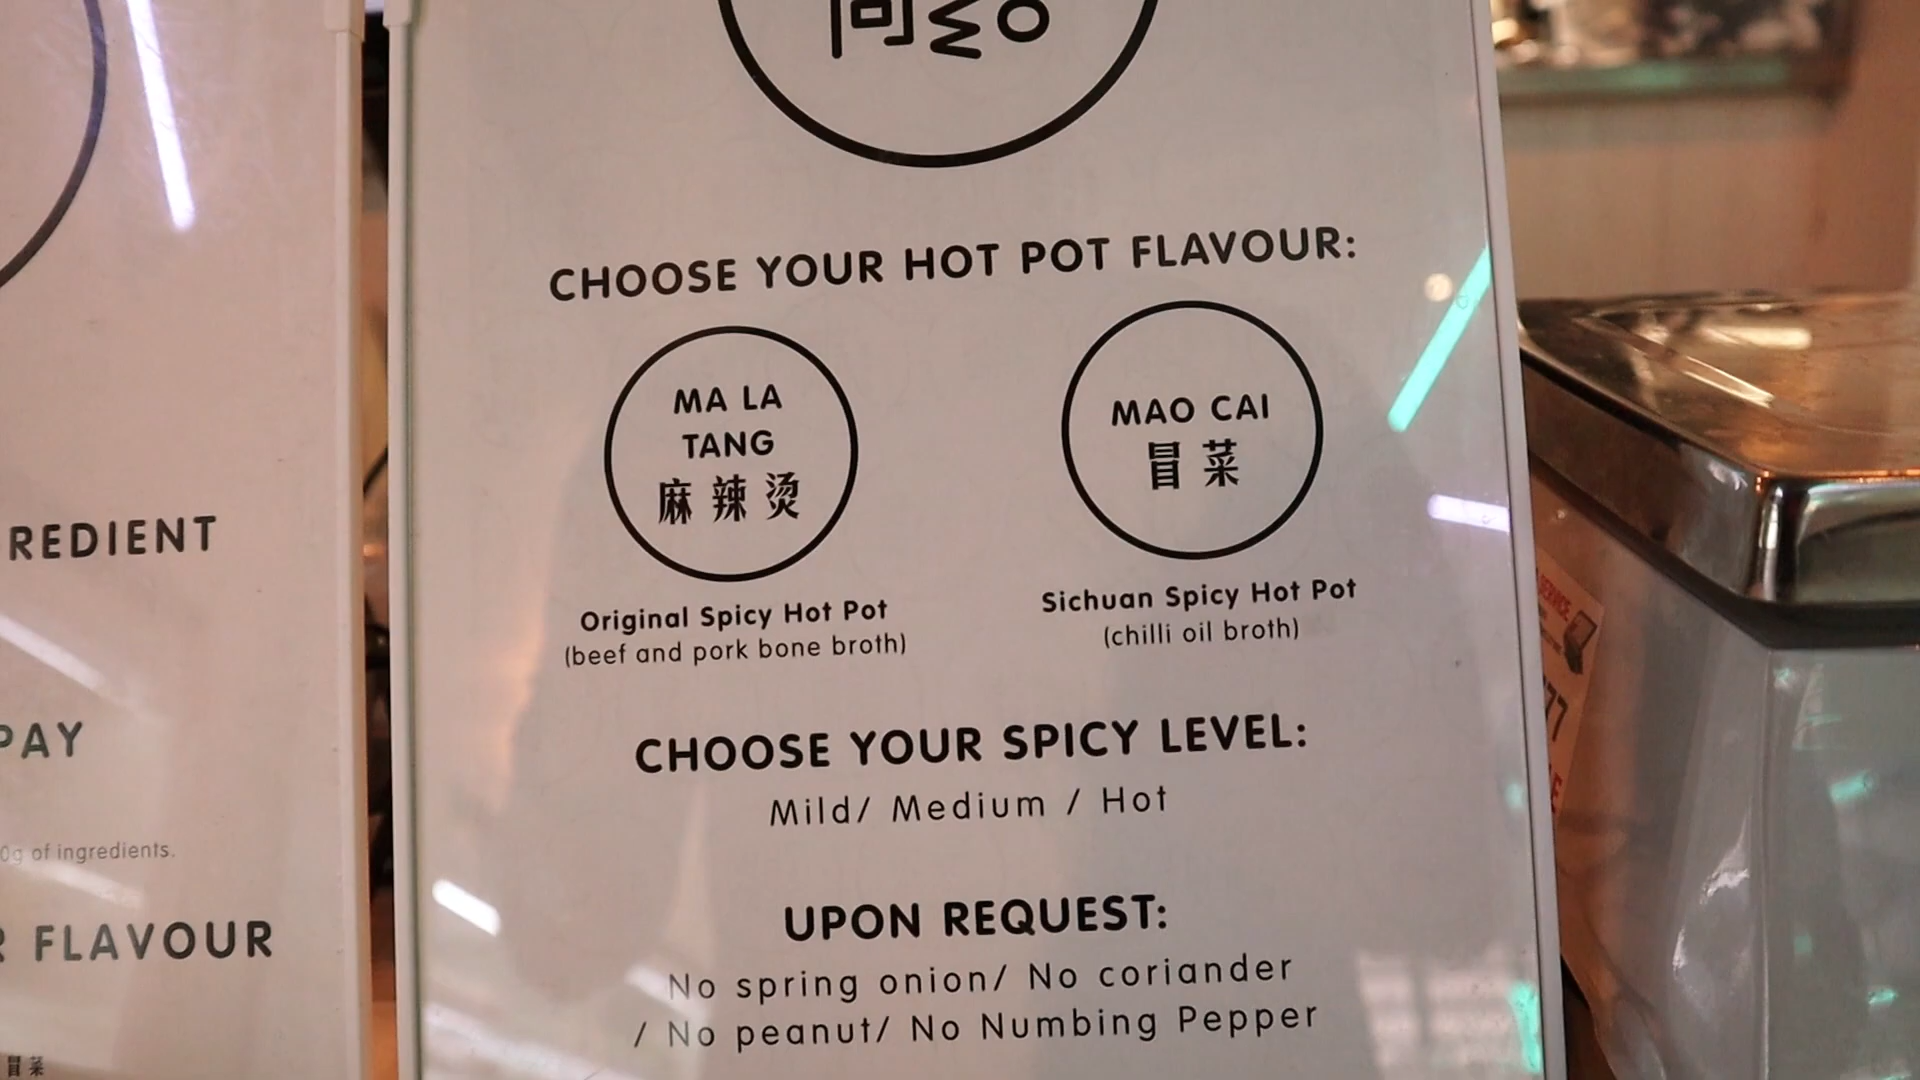 CHOOSE YOUR HOT POT FLAVOUR:
MA LA
TANG
麻辣烫
Original Spicy Hot Pot
(beef and pork bone broth)
MAO CAI
冒菜
Sichuan Spicy Hot Pot
(chilli oil broth)
CHOOSE YOUR SPICY LEVEL:
Mild/ Medium / Hot
UPON REQUEST:
No spring onion/ No coriander
/ No peanut/ No Numbing Pepper
REDIENT
PAY
0g of ingredients.
R FLAVOUR
冒菜